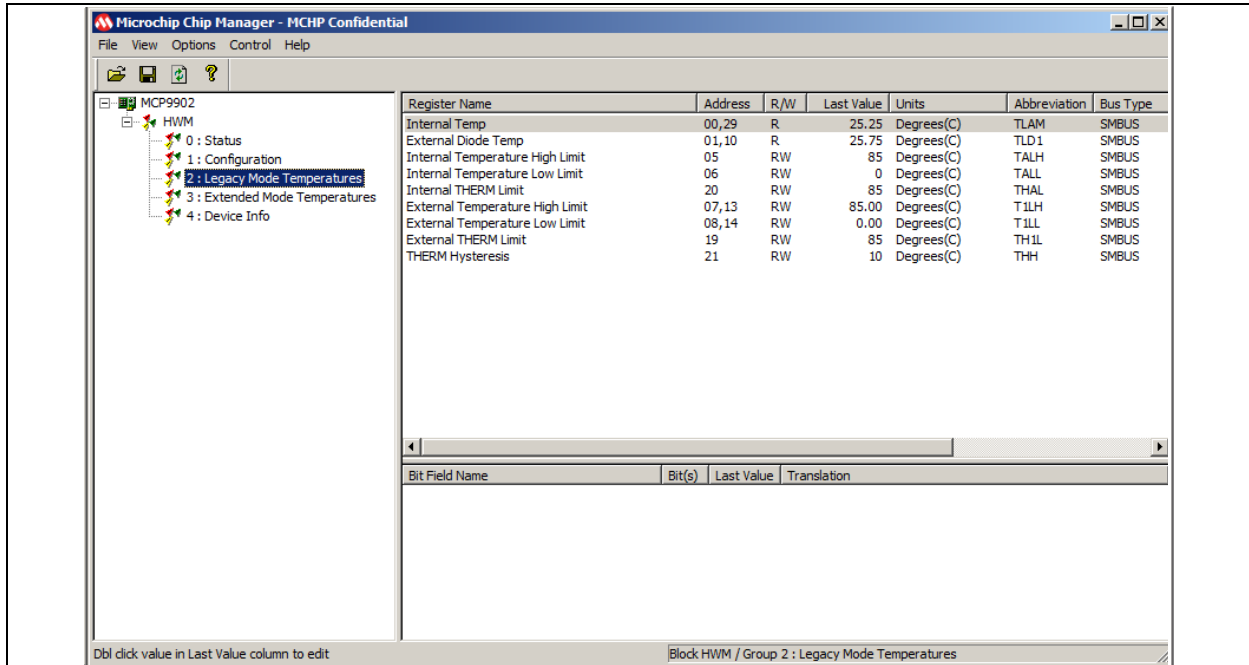 Microchip Chip Manager - MCHP Confidential
File View Options Control Help
MCP9902
HWM
0 : Status
1 : Configuration
2 : Legacy Mode Temperatures
3 : Extended Mode Temperatures
4 : Device Info
Register Name Address R/W Last Value Units Abbreviation Bus Type
Internal Temp 00,29 R 25.25 Degrees(C) TLAM SMBUS
External Diode Temp 01,10 R 25.75 Degrees(C) TLD1 SMBUS
Internal Temperature High Limit 05 RW 85 Degrees(C) TALH SMBUS
Internal Temperature Low Limit 06 RW 0 Degrees(C) TALL SMBUS
Internal THERM Limit 20 RW 85 Degrees(C) THAL SMBUS
External Temperature High Limit 07,13 RW 85.00 Degrees(C) T1LH SMBUS
External Temperature Low Limit 08,14 RW 0.00 Degrees(C) T1LL SMBUS
External THERM Limit 19 RW 85 Degrees(C) TH1L SMBUS
THERM Hysteresis 21 RW 10 Degrees(C) THH SMBUS
Bit Field Name Bit(s) Last Value Translation
Dbl click value in Last Value column to edit Block HWM / Group 2 : Legacy Mode Temperatures